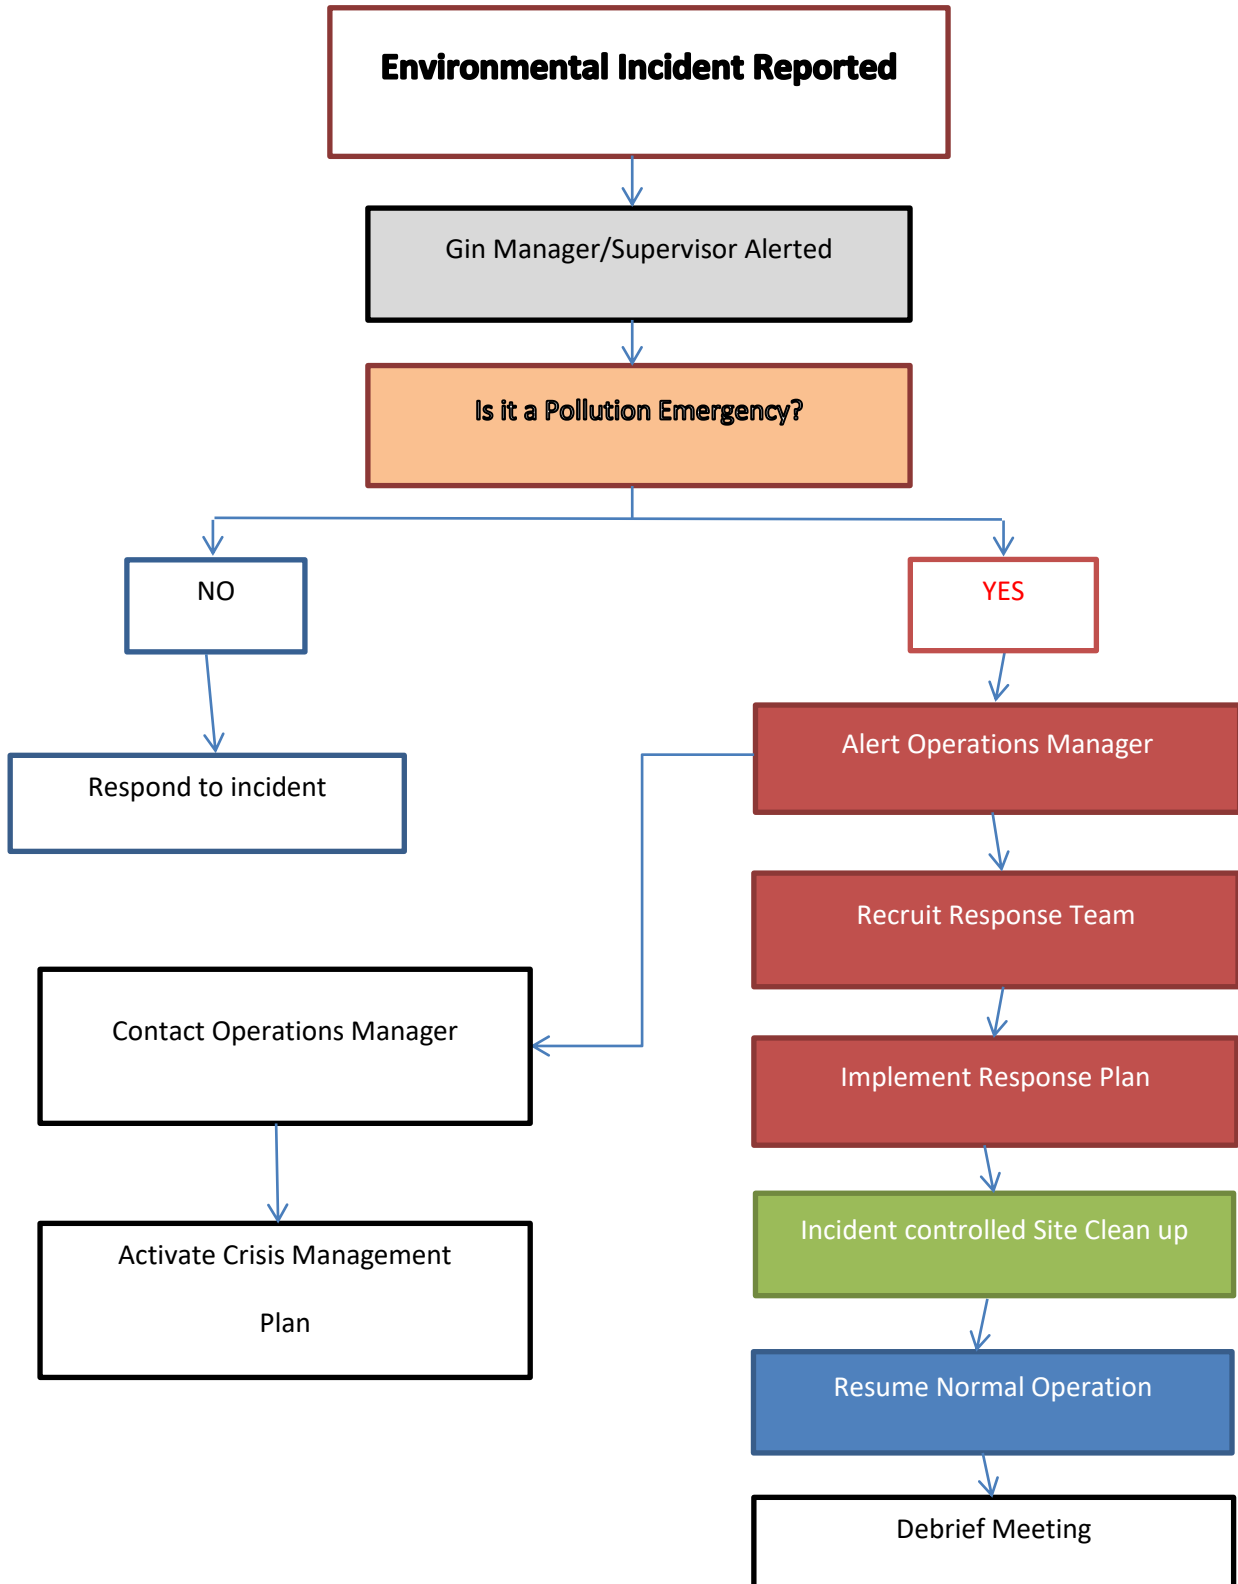 Environmental Incident Reported
Gin Manager/Supervisor Alerted
Is it a Pollution Emergency?
NO
YES
Alert Operations Manager
Respond to incident
Recruit Response Team
Contact Operations Manager
Implement Response Plan
Incident controlled Site Clean up
Activate Crisis Management
Plan
Resume Normal Operation
Debrief Meeting